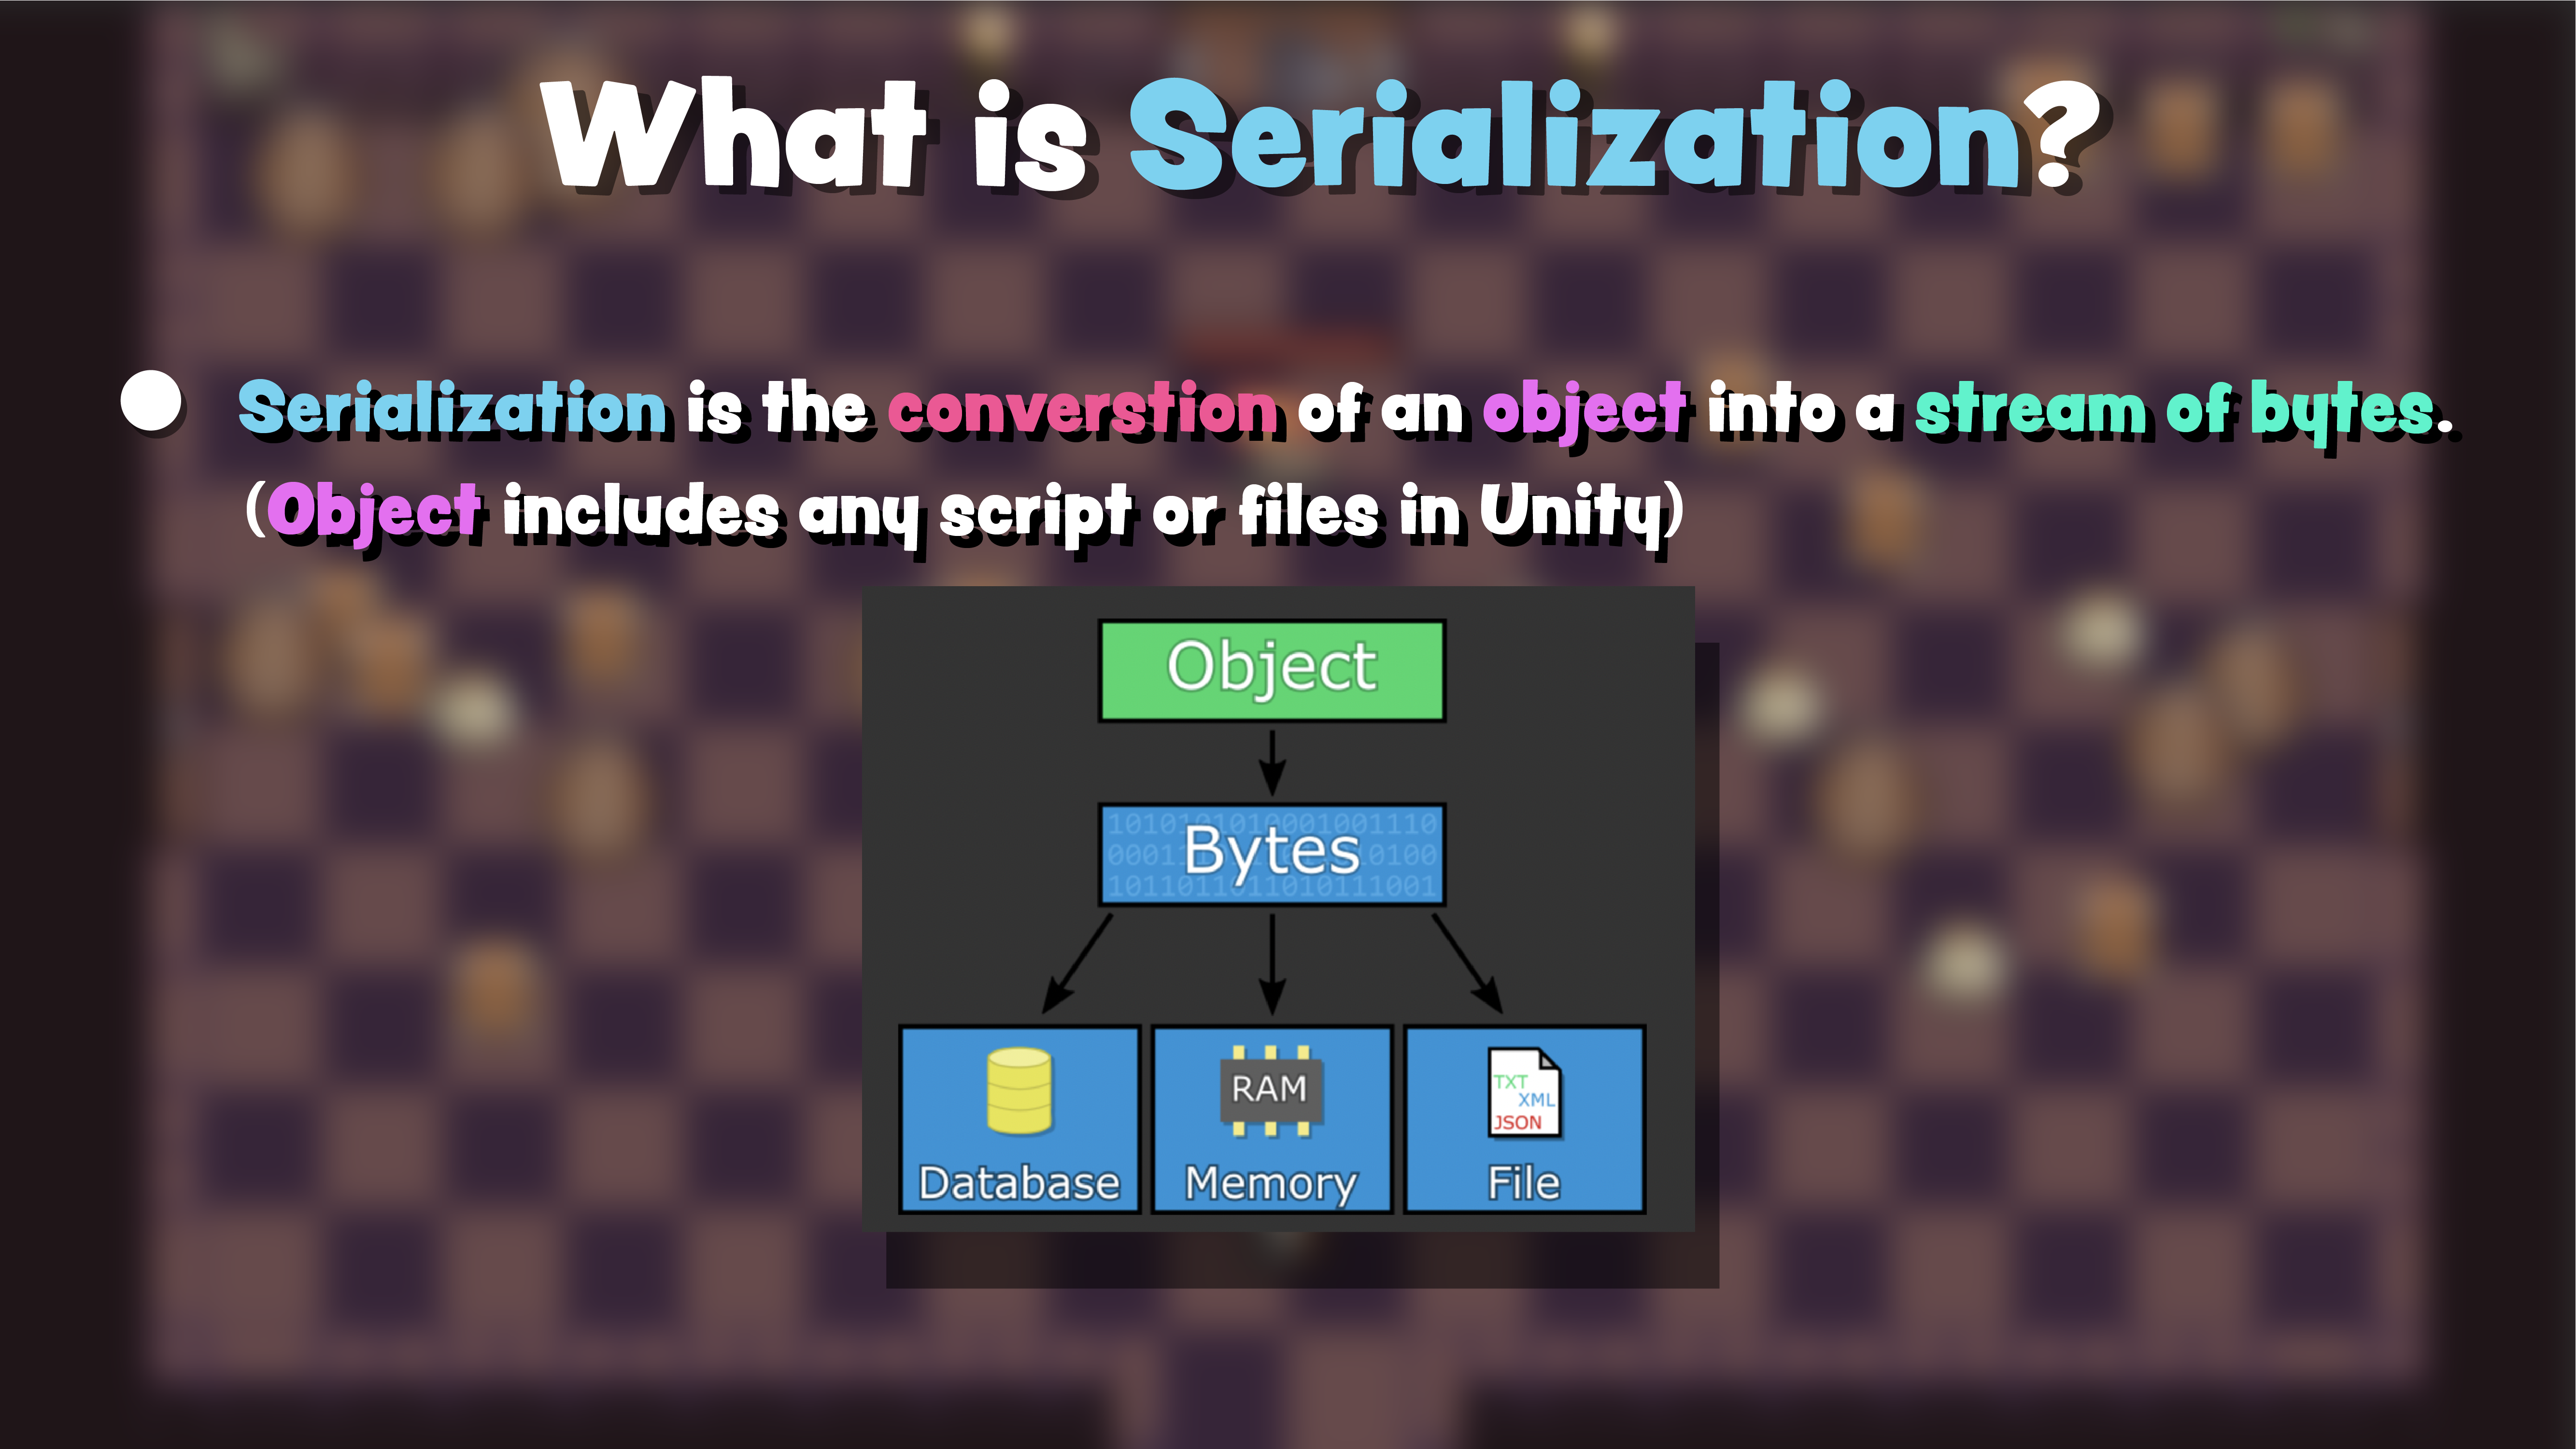 What is Serialization?
Serialization is the converstion of an object into a stream of bytes.
(Object includes any script or files in Unity)
Object
Bytes
Database
RAM
Memory
TXT
XML
JSON
File